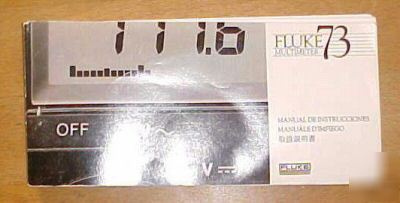 111.6
FLUKE 73
MULTIMETER
OFF
MANUAL DE INSTRUCCIONES
MANUALE D'IMPIEGO
取扱説明書
V
FLUKE